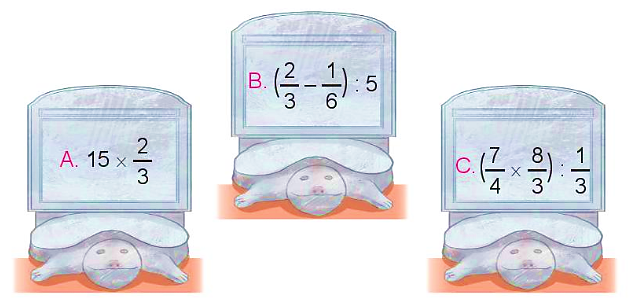 A. 15 × 2/3
B. (2/3 − 1/6) : 5
C. (7/4 × 8/3) : 1/3